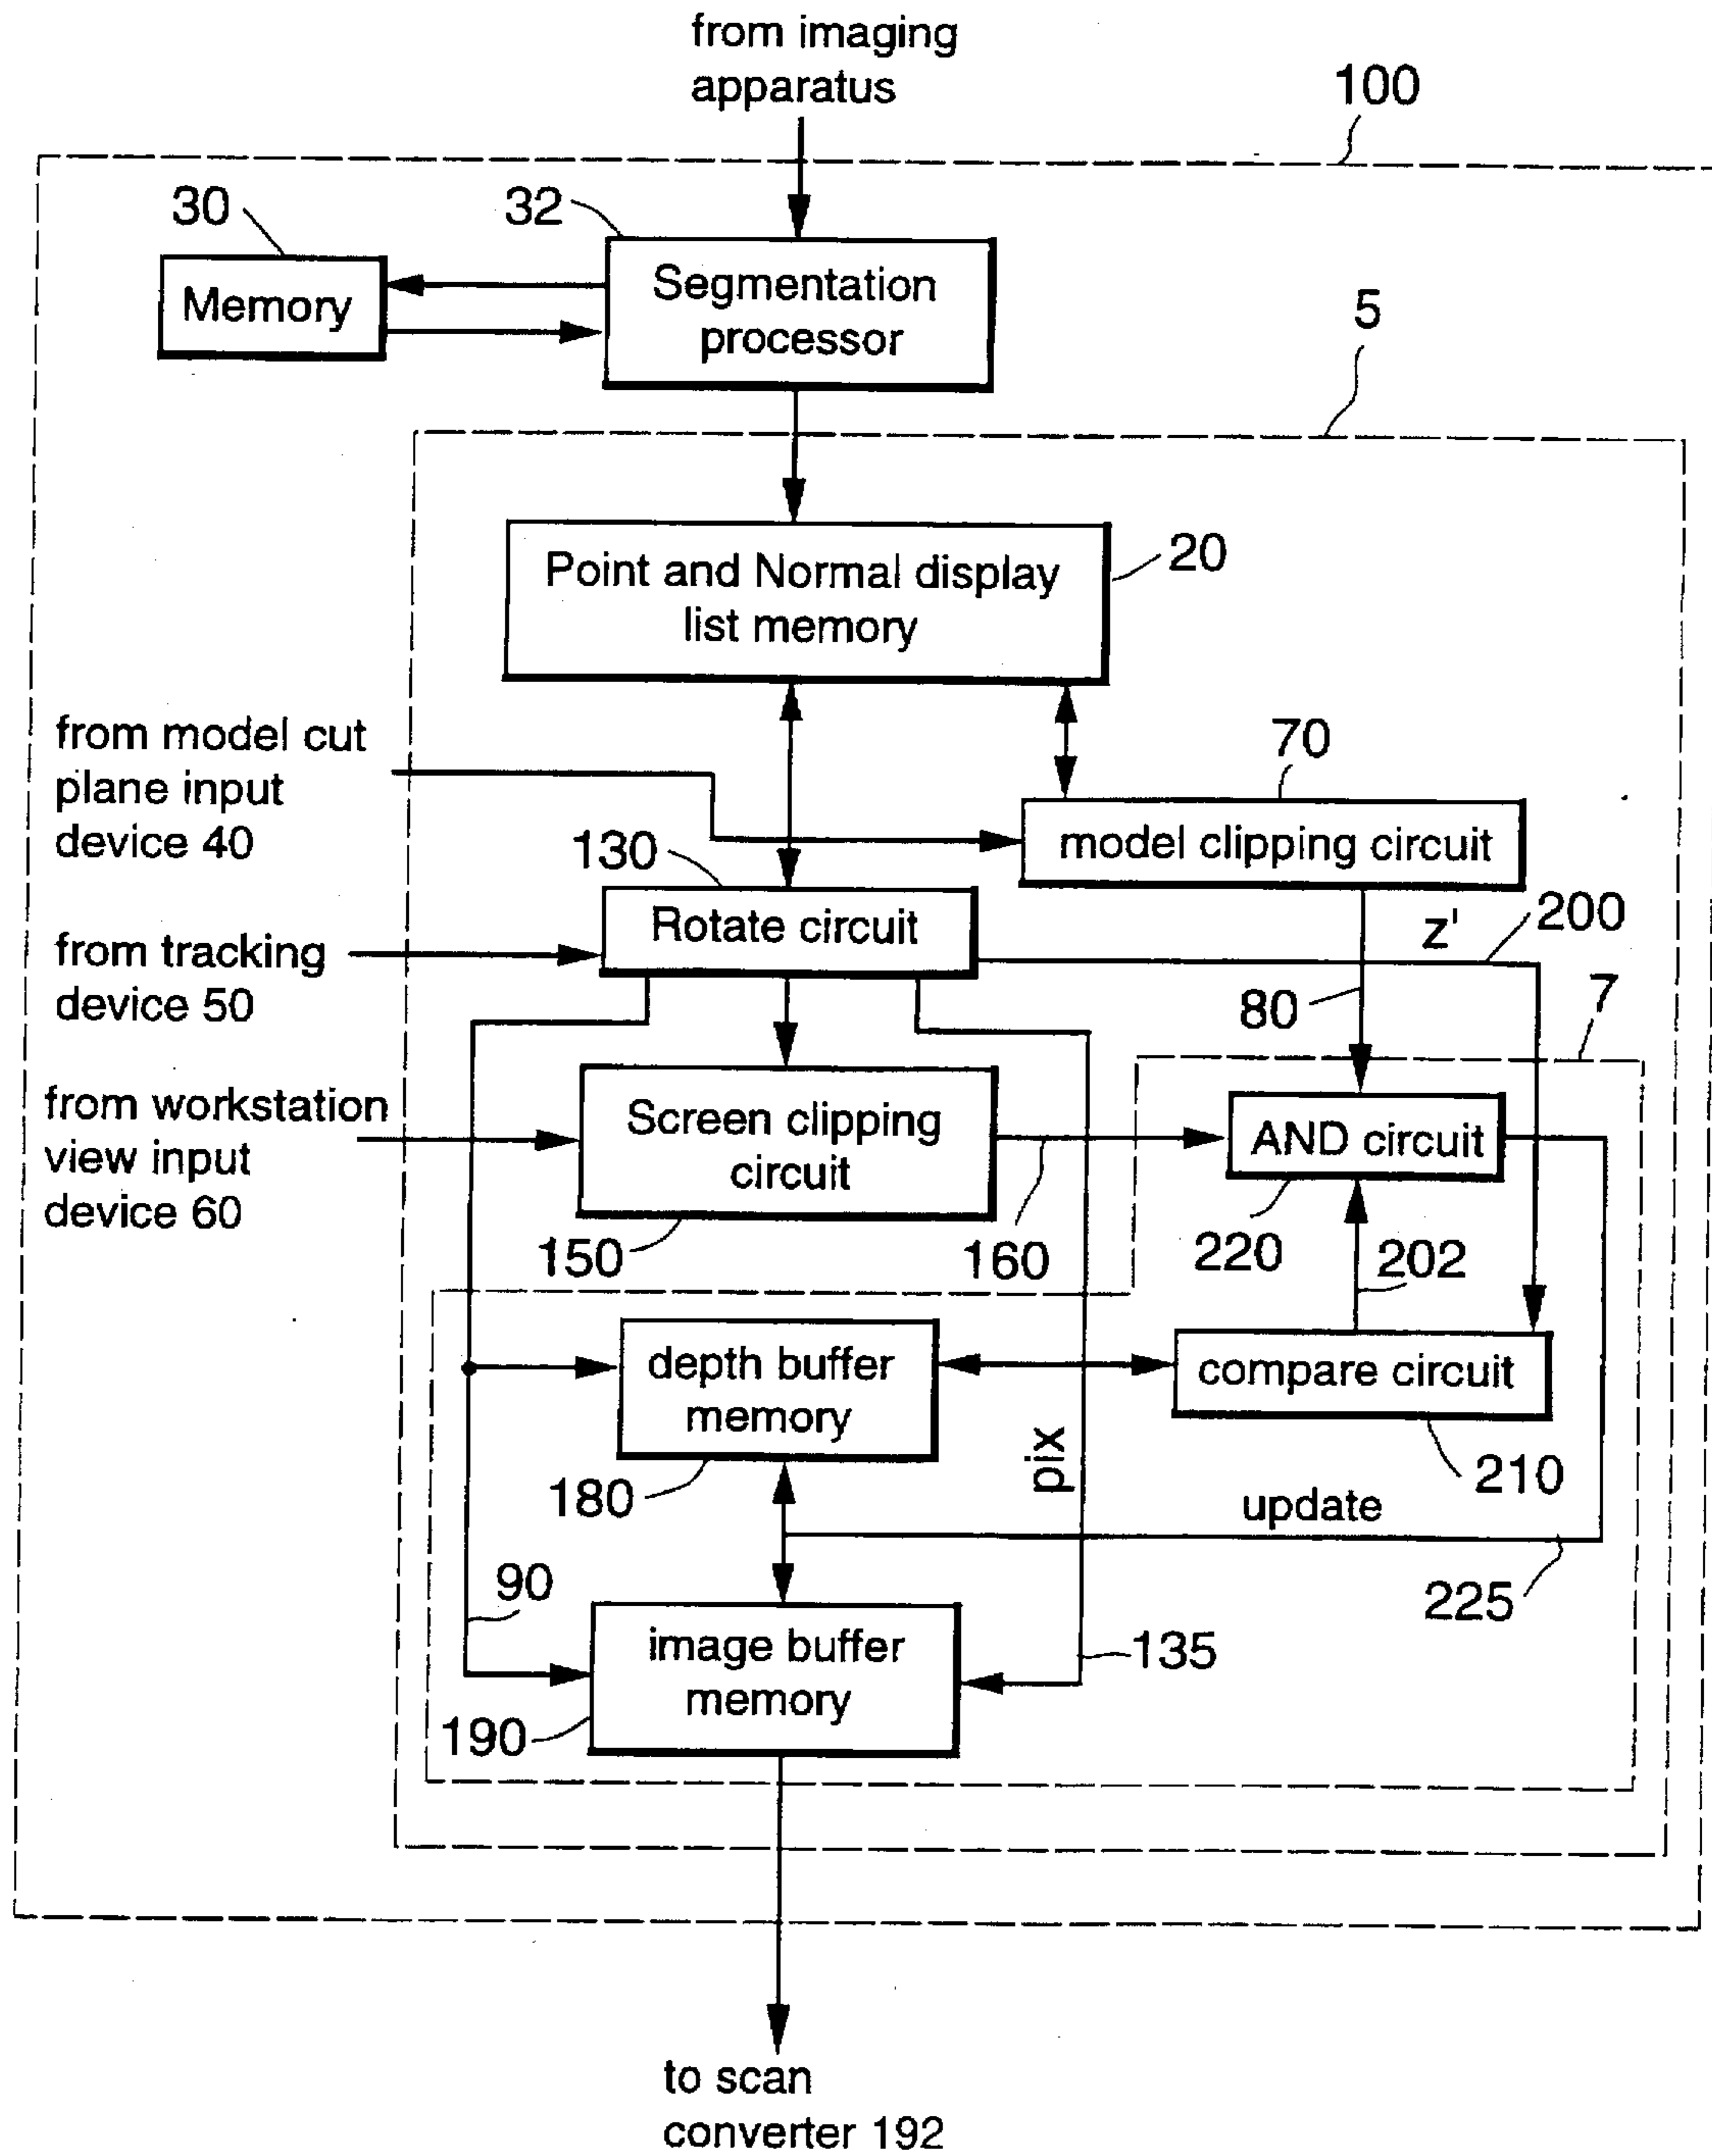 from imaging
apparatus
100
30
32
Memory
Segmentation
processor
5
Point and Normal display
list memory
20
from model cut
plane input
device 40
70
model clipping circuit
130
Rotate circuit
z'
200
from tracking
device 50
80
7
from workstation
view input
device 60
Screen clipping
circuit
AND circuit
150
160
220
202
depth buffer
memory
compare circuit
180
pix
210
update
90
225
image buffer
memory
135
190
to scan
converter 192